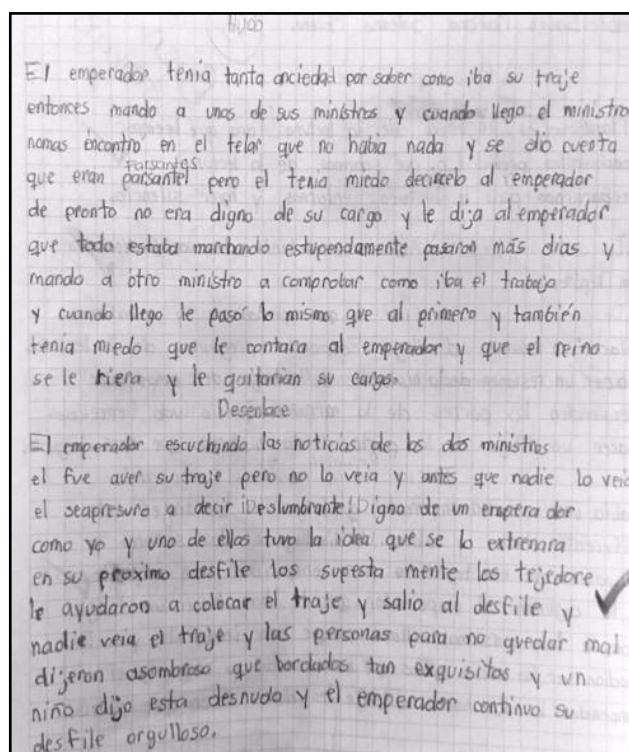 Nudo
El emperador tenia tanta anciedad por saber como iba su traje
entonces mando a unos de sus ministros y cuando llego el ministro
nomas encontro en el telar que no habia nada y se dio cuenta
Farsantes
que eran parsantel pero el tenia miedo decirceb al emperador
de pronto no era digno de su cargo y le dija al emperador
que todo estaba marchando estupendamente pasaron más dias y
mando a otro ministro a comprobar como iba el trabajo
y cuando llego le pasó lo mismo que al primero y también
tenia miedo que le contara al emperador y que el reino
se le riera y le quitarian su cargo.
Desenlace
El emperador escuchando las noticias de los dos ministros
el fue aver su traje pero no lo veia y antes que nadie lo veia
el seapresuro a decir ¡Deslumbrante! Digno de un emperador
como yo y uno de ellos tuvo la idea que se lo extrenara
en su proximo desfile los supesta mente los tejedore
le ayudaron a colocar el traje y salio al desfile y
nadie veia el traje y las personas para no quedar mal
dijeron asombroso que bordados tan exquisitos y un
niño dijo esta desnudo y el emperador continuo su
desfile orgulloso.